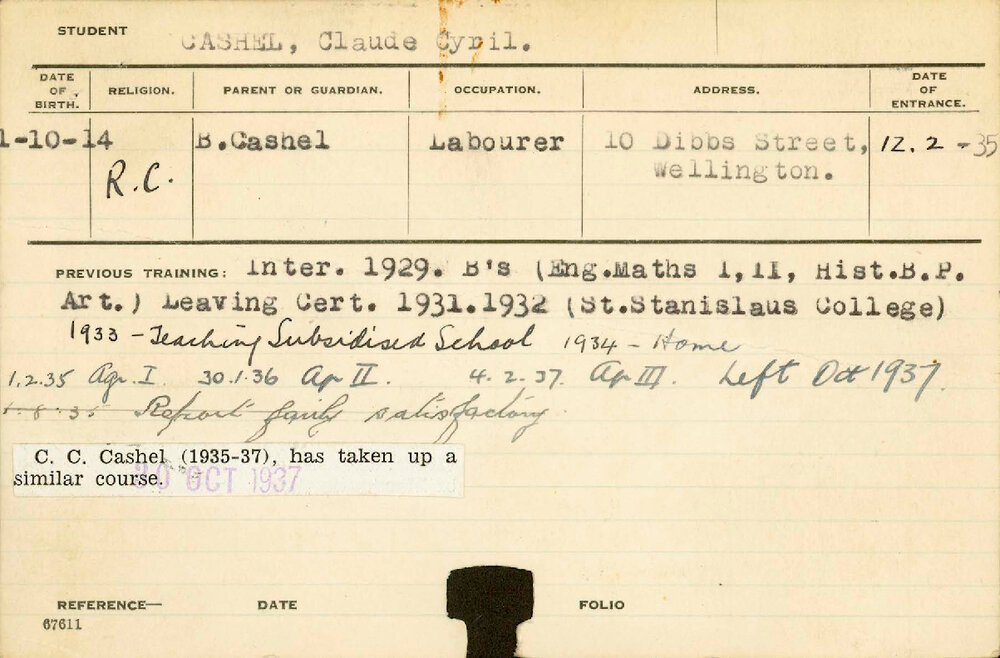 STUDENT CASHEL, Claude Cyril.
DATE OF BIRTH. RELIGION. PARENT OR GUARDIAN. OCCUPATION. ADDRESS. DATE OF ENTRANCE.
1-10-14 R.C. B.Cashel Labourer 10 Dibbs Street, 12.2-35
Wellington.
PREVIOUS TRAINING: Inter. 1929. B's (Eng.Maths I,II, Hist.B.P.
Art.) Leaving Cert. 1931.1932 (St.Stanislaus College)
1933 - Teaching Subsidised School 1934 - Home
1.2.35 Agr. I. 30.1.36 Ag II. 4.2.37. Ag III. Left Oct 1937.
Report fairly satisfactory.
C. C. Cashel (1935-37), has taken up a
similar course.
30 OCT 1937
REFERENCE— DATE FOLIO
67611